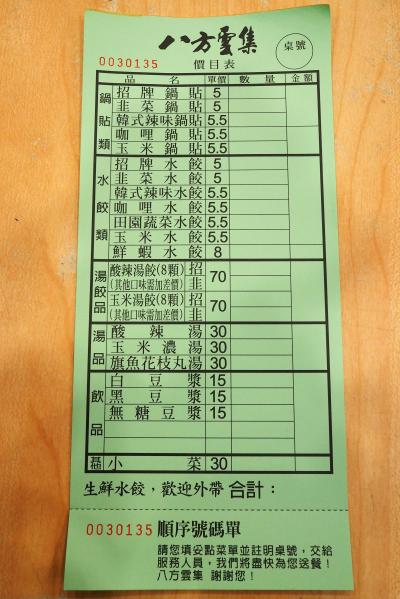 八方雲集
桌號
0030135
價目表
品名 單價 數量 金額
鍋貼類
招牌鍋貼 5
韭菜鍋貼 5
韓式辣味鍋貼 5.5
咖哩鍋貼 5.5
玉米鍋貼 5.5
水餃類
招牌水餃 5
韭菜水餃 5
韓式辣味水餃 5.5
咖哩水餃 5.5
田園蔬菜水餃 5.5
玉米水餃 5.5
鮮蝦水餃 8
湯餃品
酸辣湯餃(8顆) 招 70
(其他口味需加差價) 韭
玉米湯餃(8顆) 招 70
(其他口味需加差價) 韭
湯品
酸辣湯 30
玉米濃湯 30
旗魚花枝丸湯 30
飲品
白豆漿 15
黑豆漿 15
無糖豆漿 15
小菜 30
生鮮水餃，歡迎外帶 合計：
0030135 順序號碼單
請您填妥點菜單並註明桌號，交給
服務人員，我們將盡快為您送餐！
八方雲集 謝謝您！